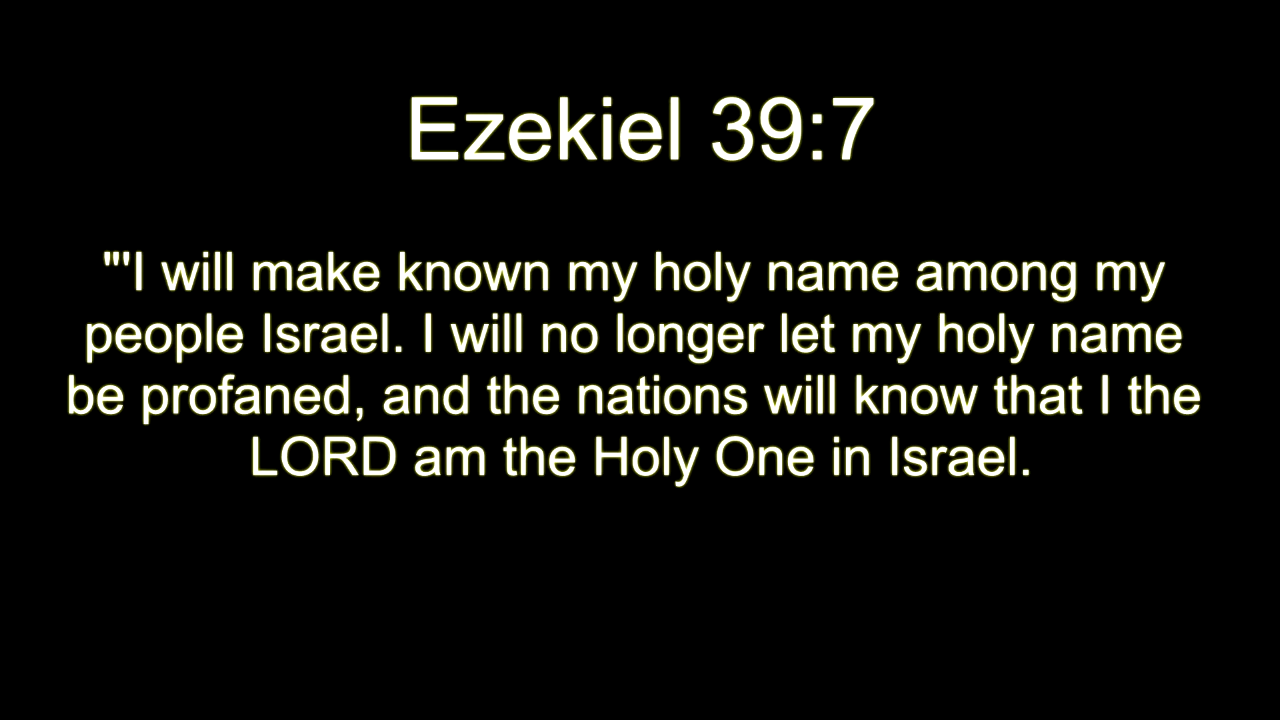 Ezekiel 39:7
"'I will make known my holy name among my
people Israel. I will no longer let my holy name
be profaned, and the nations will know that I the
LORD am the Holy One in Israel.